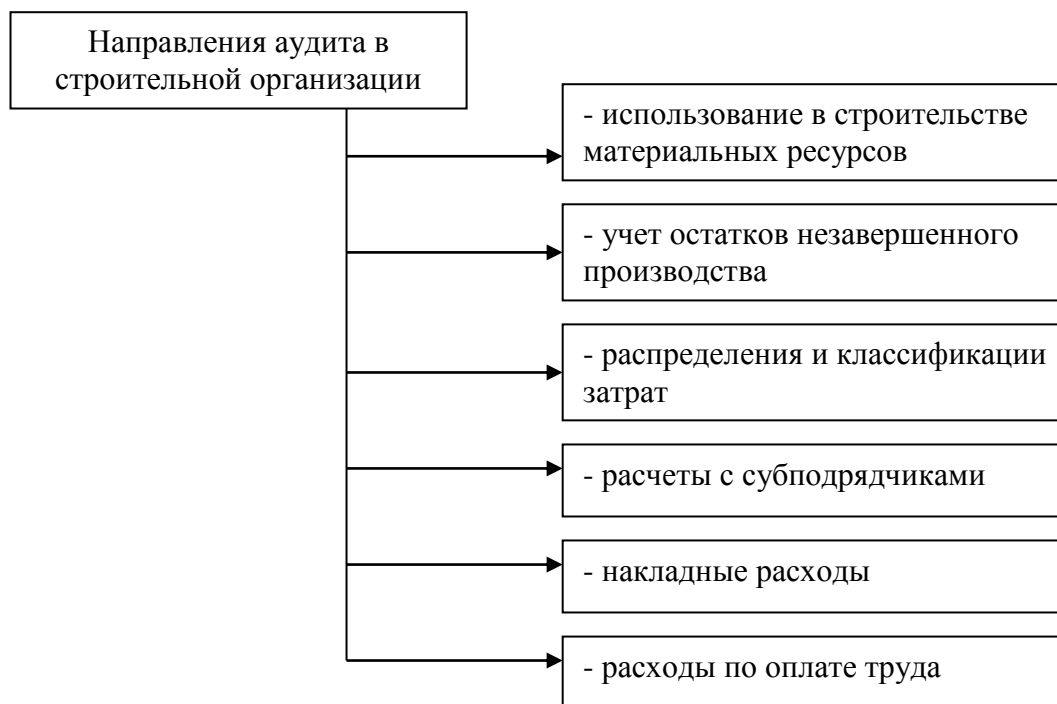 Направления аудита в
строительной организации
- использование в строительстве
материальных ресурсов
- учет остатков незавершенного
производства
- распределения и классификации
затрат
- расчеты с субподрядчиками
- накладные расходы
- расходы по оплате труда